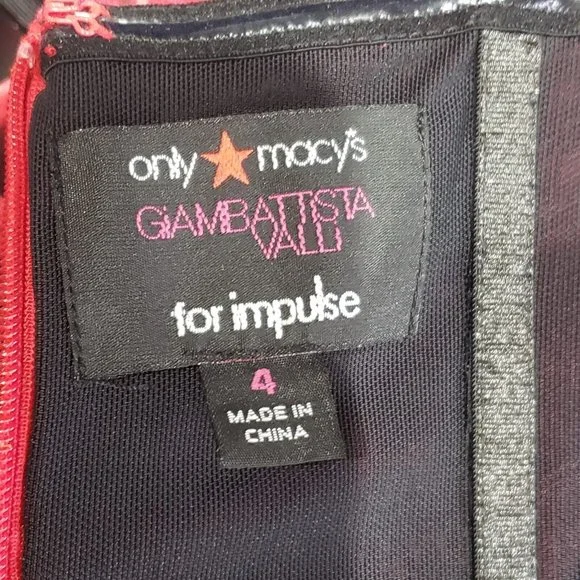 only ★ macy's
GiAMBATTISTA
VALLI
for impulse
4
MADE IN
CHINA